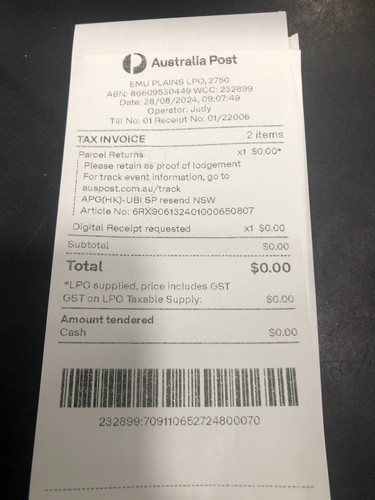 Australia Post
EMU PLAINS LPO, 2750
ABN: 86609530449 WCC: 232899
Date: 28/08/2024, 09:07:49
Operator: Judy
Till No: 01 Receipt No: 01/22006
TAX INVOICE 2 items
Parcel Returns x1 $0.00*
Please retain as proof of lodgement
For track event information, go to
auspost.com.au/track
APG(HK)-UBI SP resend NSW
Article No: 6RX906132401000650807
Digital Receipt requested x1 $0.00
Subtotal $0.00
Total $0.00
*LPO supplied, price includes GST
GST on LPO Taxable Supply: $0.00
Amount tendered
Cash $0.00
232899:709110652724800070